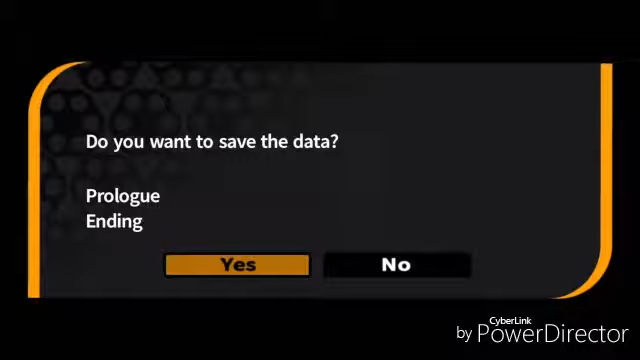 Do you want to save the data?
Prologue
Ending
Yes No
CyberLink
by PowerDirector